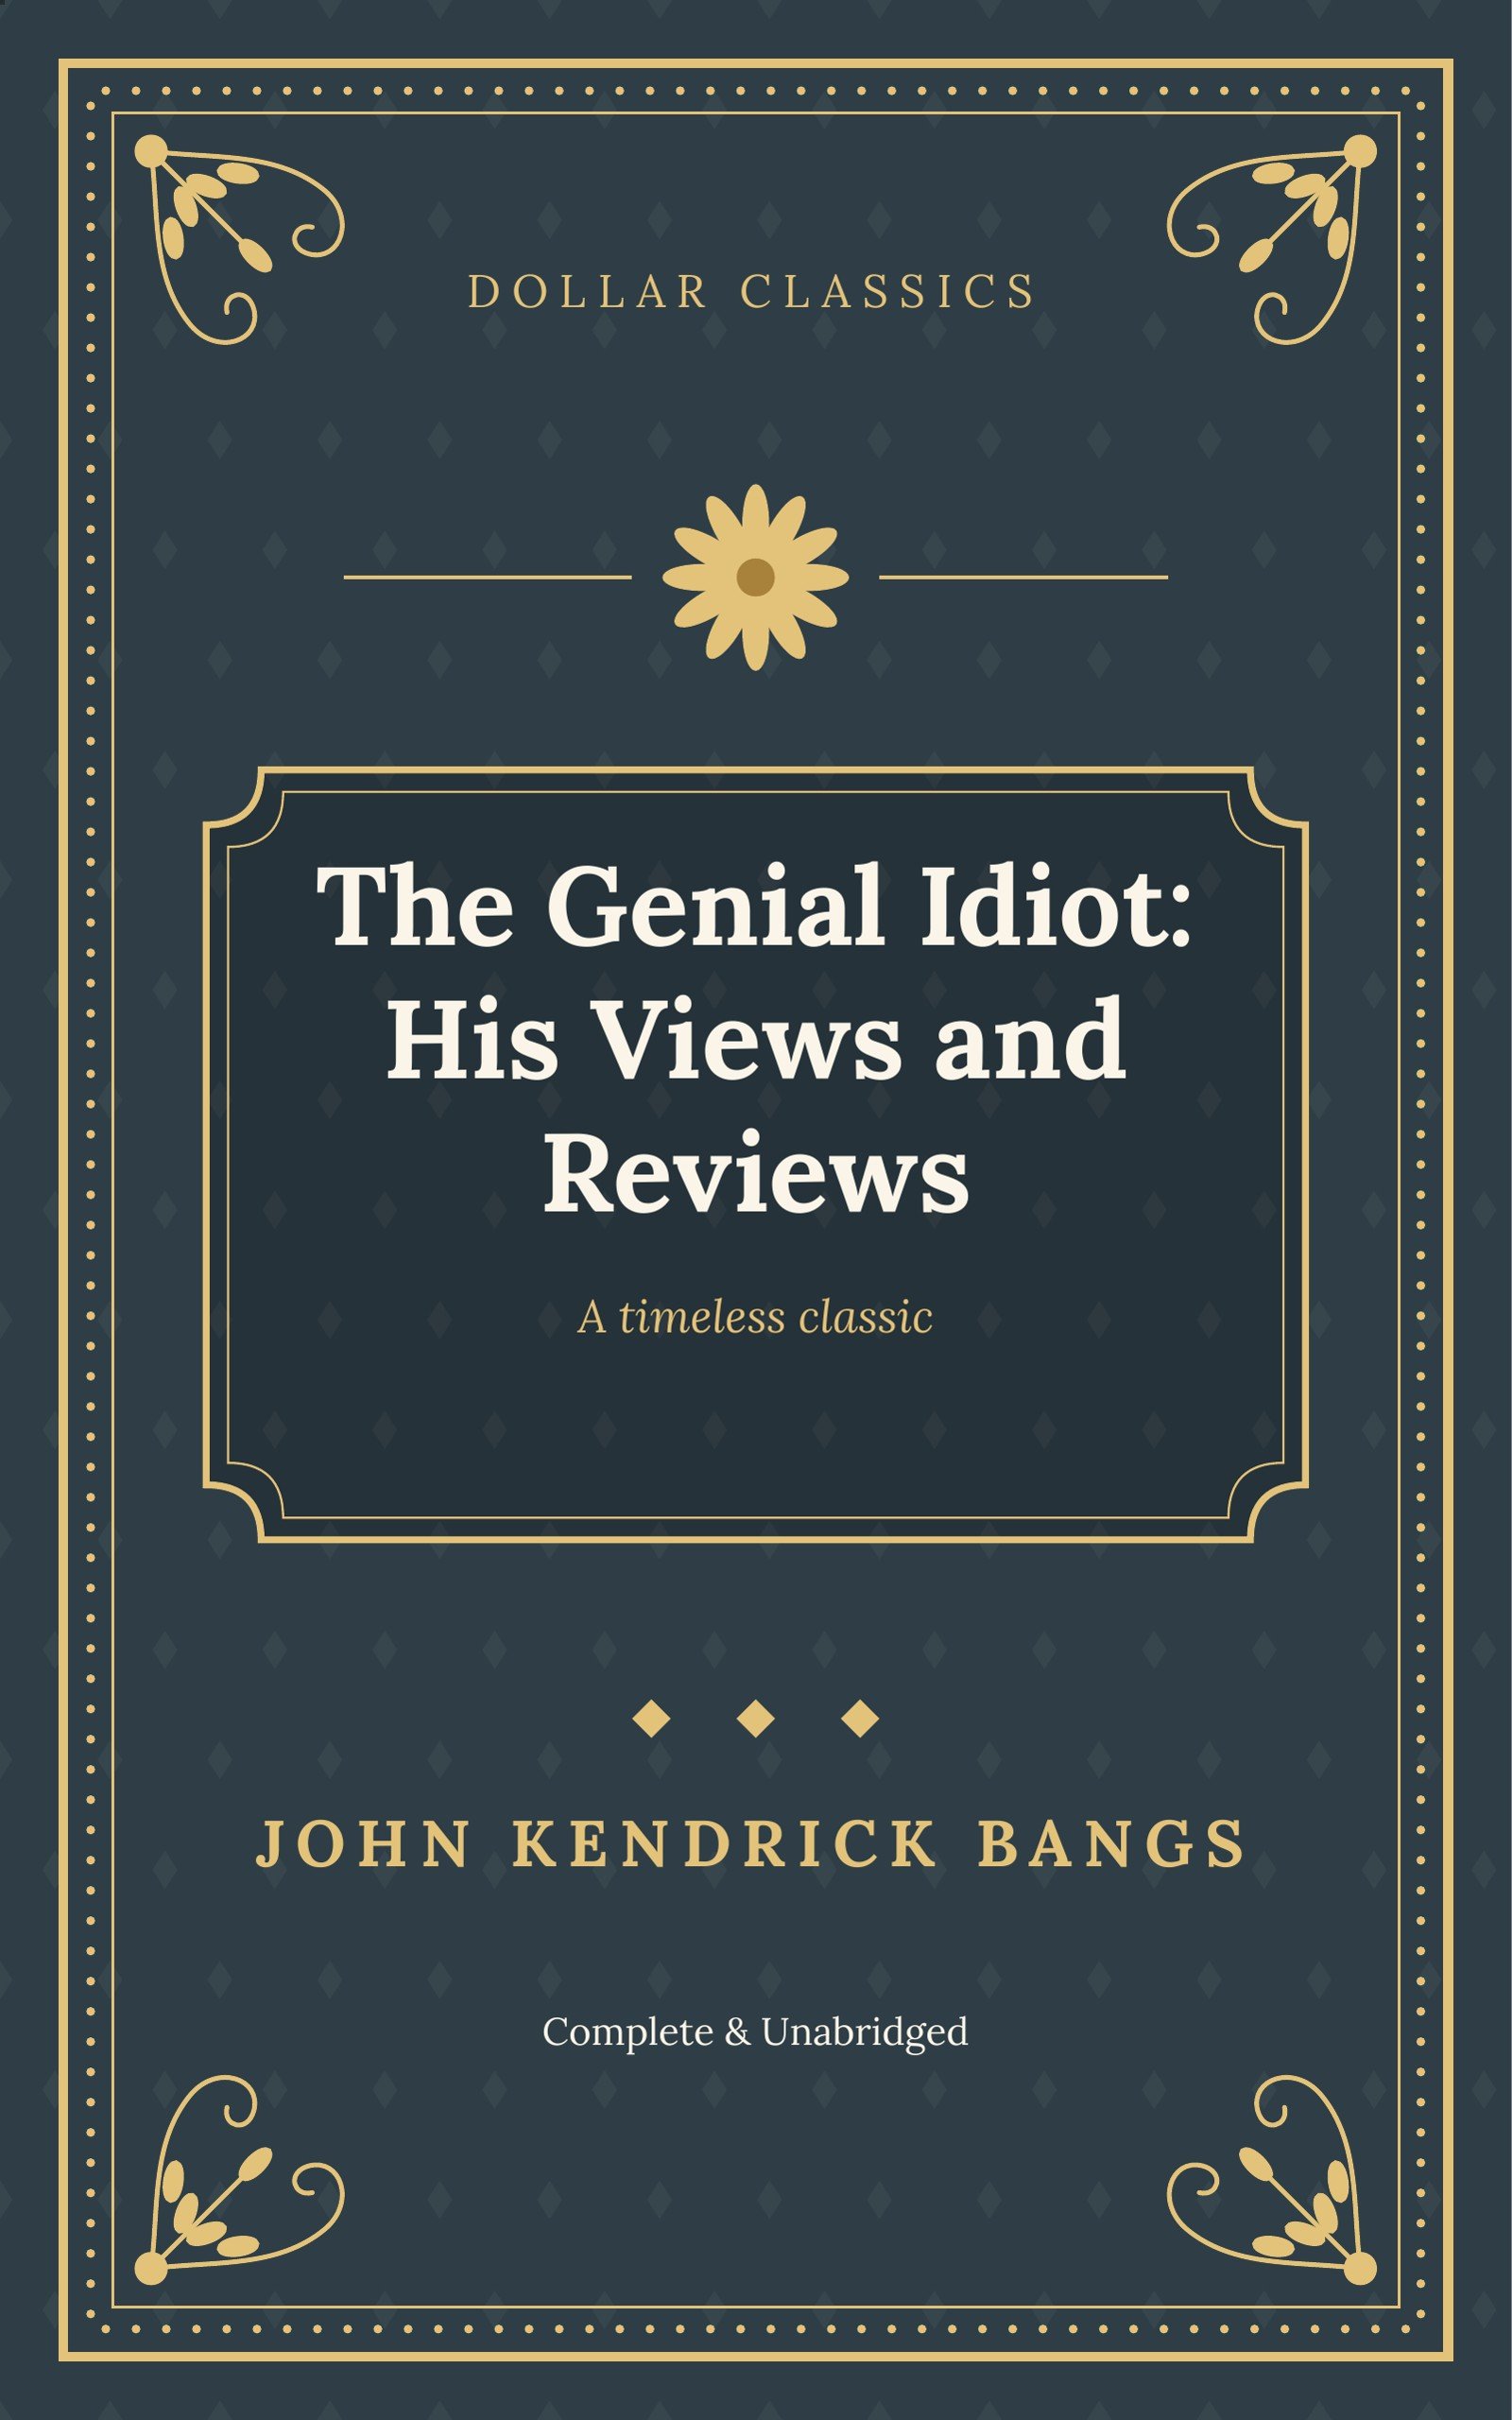 DOLLAR CLASSICS
The Genial Idiot:
His Views and
Reviews
A timeless classic
JOHN KENDRICK BANGS
Complete & Unabridged